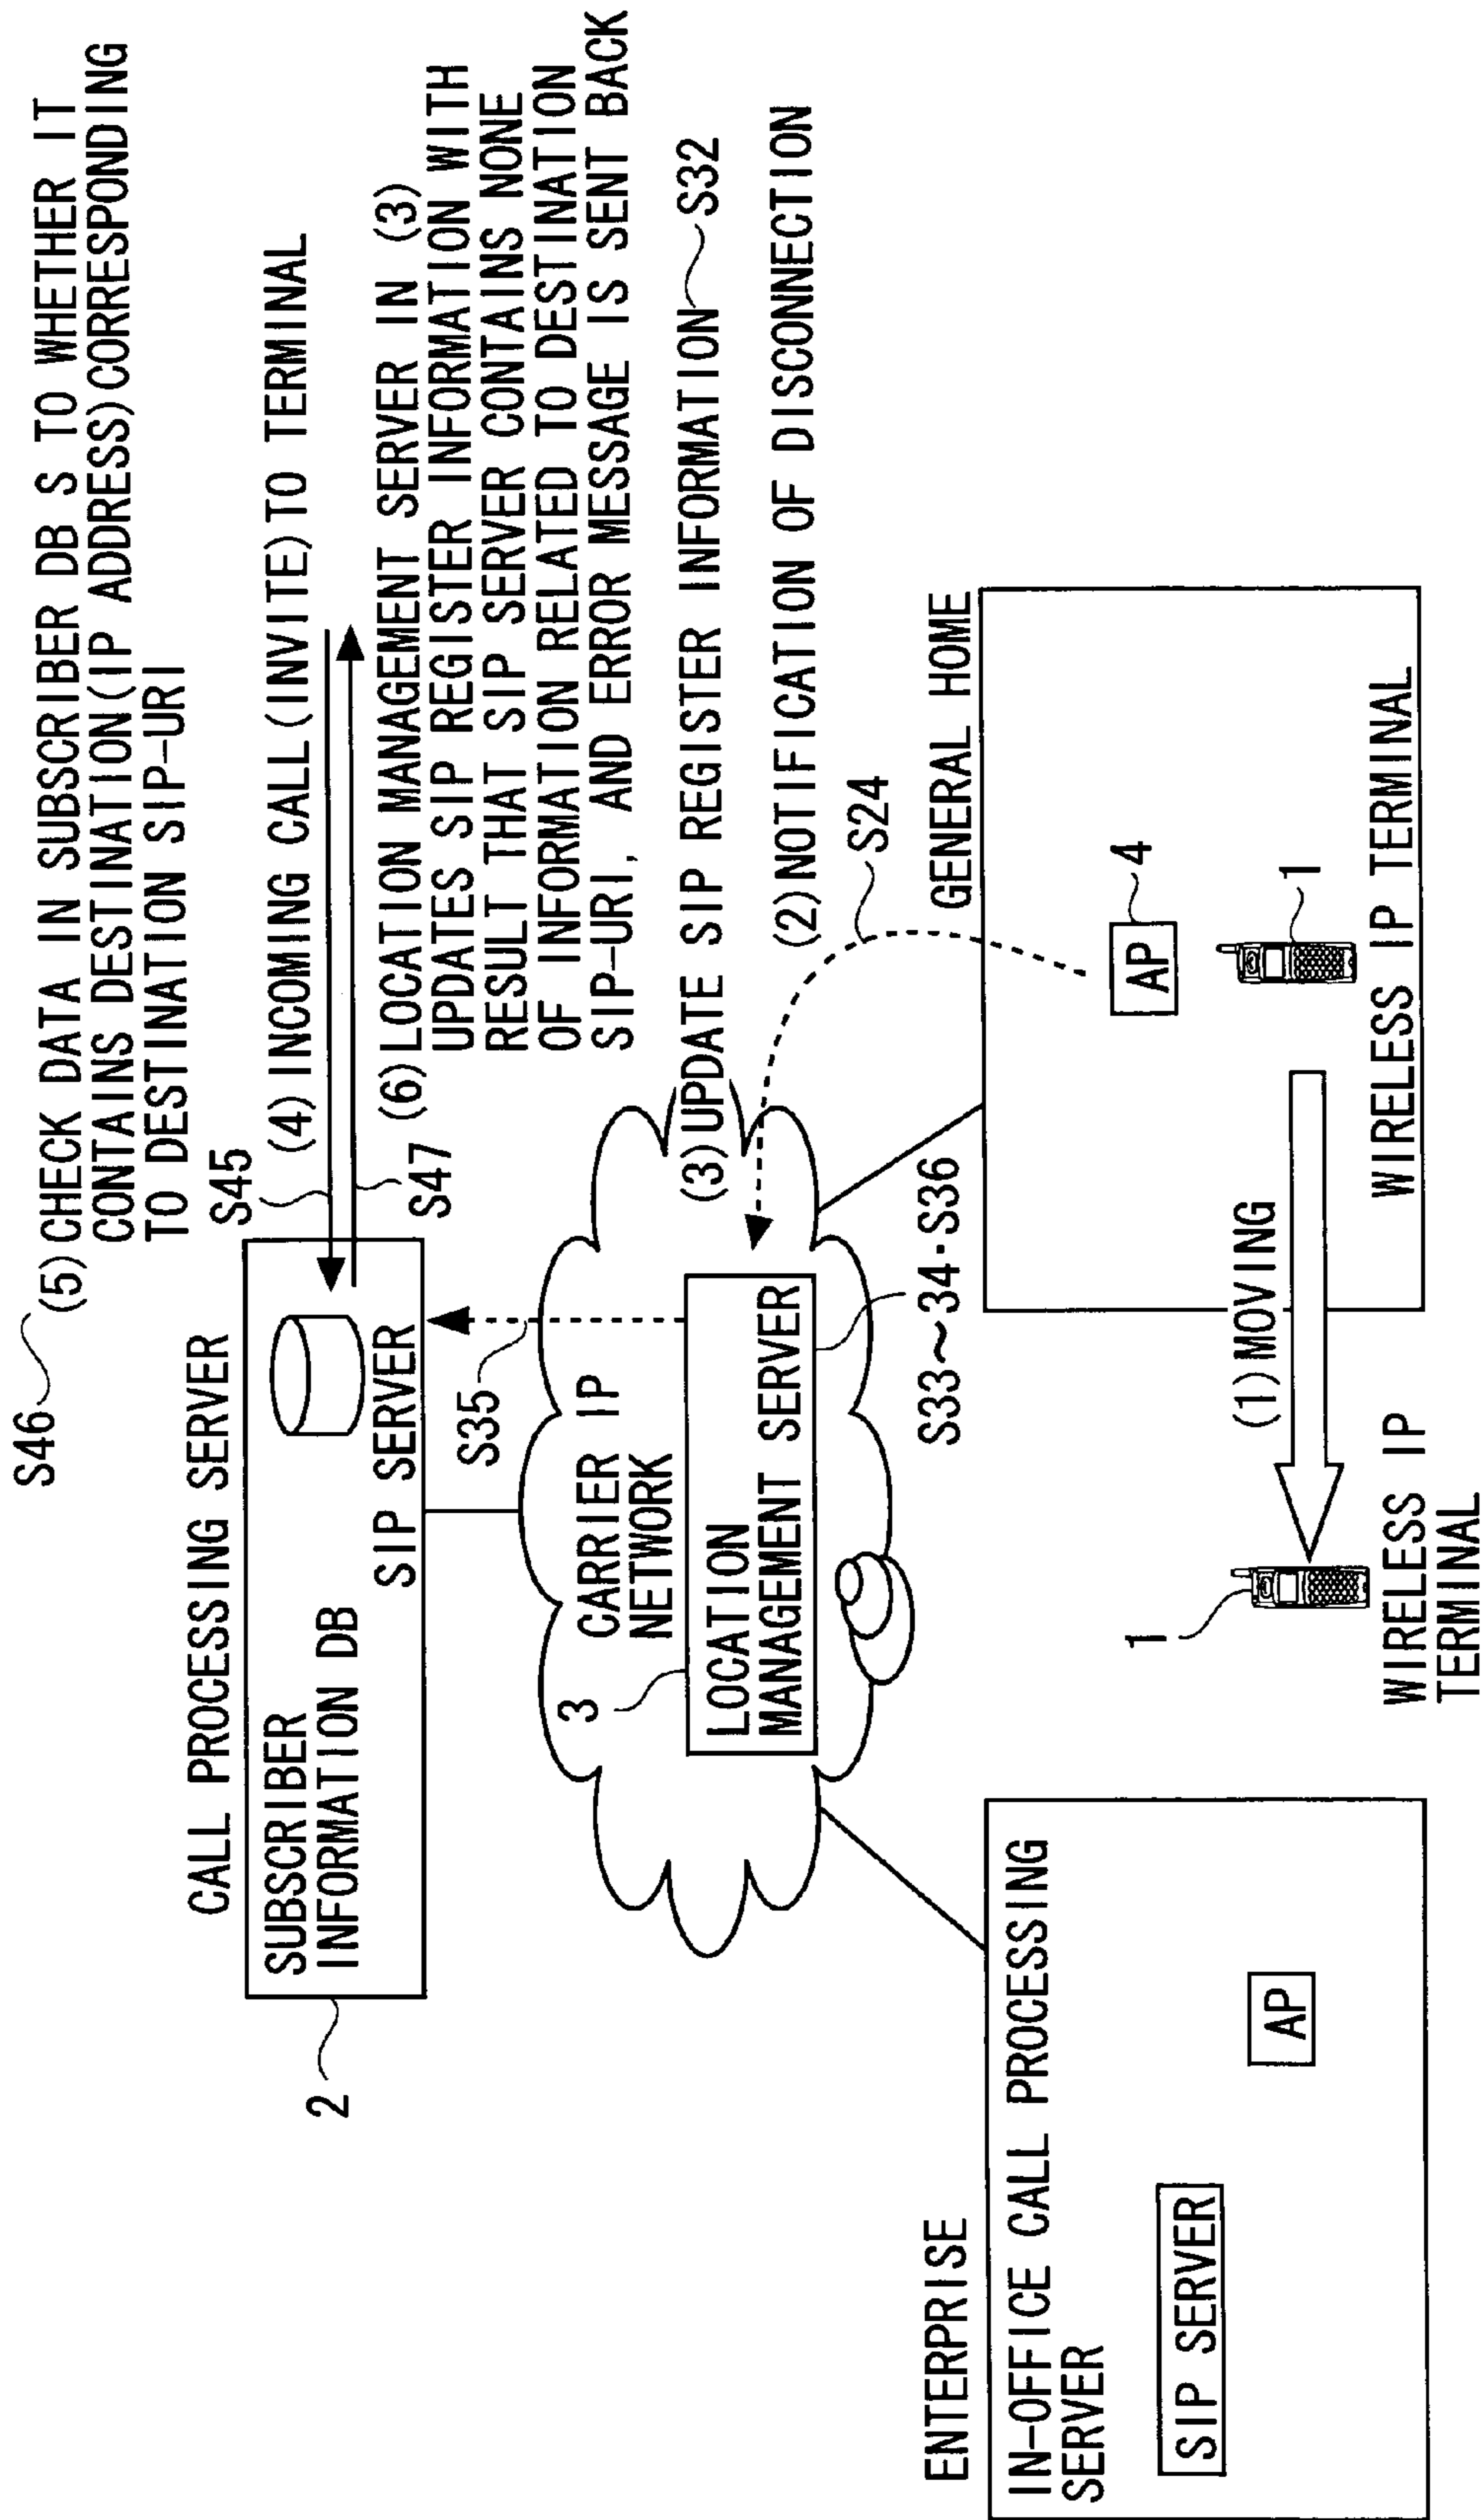 S46
(5) CHECK DATA IN SUBSCRIBER DB S TO WHETHER IT
CONTAINS DESTINATION(IP ADDRESS)CORRESPONDING
TO DESTINATION SIP-URI
CALL PROCESSING SERVER
S45
(4) INCOMING CALL(INVITE)TO TERMINAL
2
SUBSCRIBER
INFORMATION DB
SIP SERVER
S47
(6) LOCATION MANAGEMENT SERVER IN (3)
UPDATES SIP REGISTER INFORMATION WITH
RESULT THAT SIP SERVER CONTAINS NONE
OF INFORMATION RELATED TO DESTINATION
SIP-URI, AND ERROR MESSAGE IS SENT BACK
S35
CARRIER IP
NETWORK
3
LOCATION
MANAGEMENT SERVER
(3) UPDATE SIP REGISTER INFORMATION
S32
(2) NOTIFICATION OF DISCONNECTION
S24
S33~34·S36
ENTERPRISE
IN-OFFICE CALL PROCESSING
SERVER
SIP SERVER
AP
GENERAL HOME
AP
4
1
(1) MOVING
1
WIRELESS IP
TERMINAL
WIRELESS IP TERMINAL